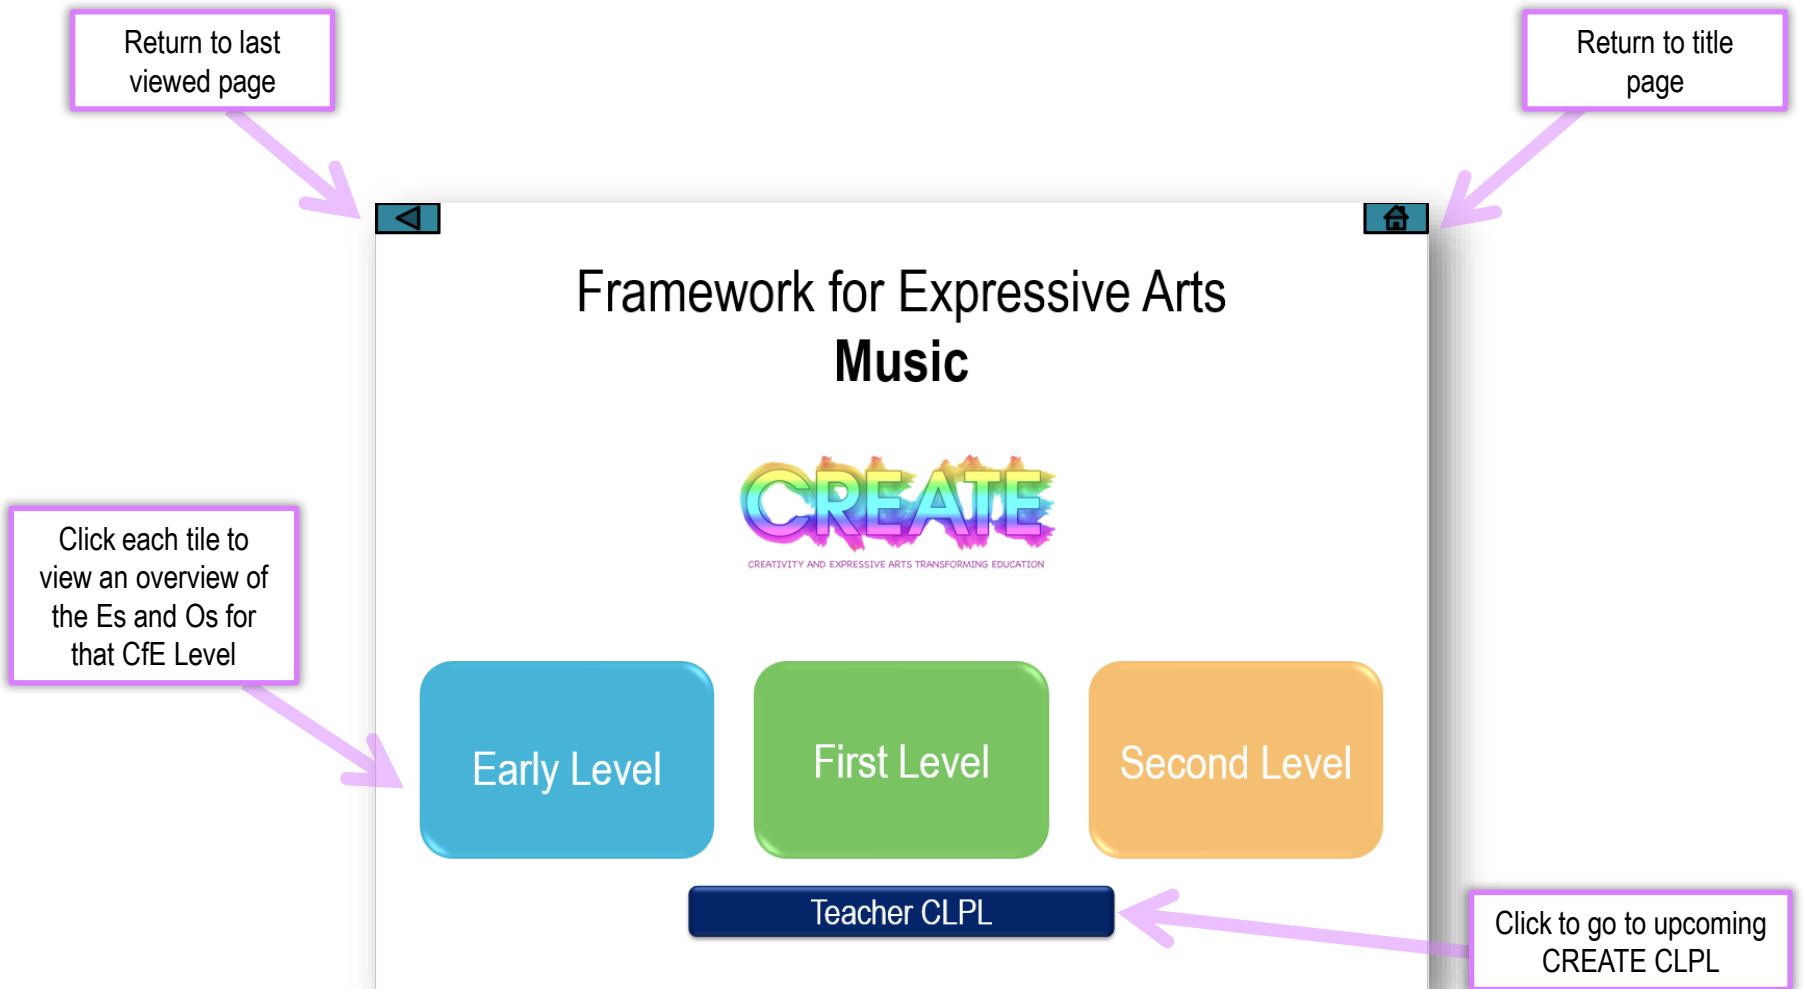 Return to last
viewed page
Return to title
page
Framework for Expressive Arts
Music
CREATE
CREATIVITY AND EXPRESSIVE ARTS TRANSFORMING EDUCATION
Click each tile to
view an overview of
the Es and Os for
that CfE Level
Early Level
First Level
Second Level
Teacher CLPL
Click to go to upcoming
CREATE CLPL